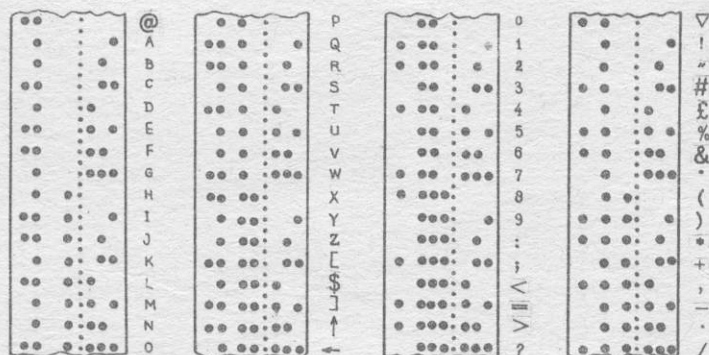 @ P 0 ▽
A Q 1 !
B R 2 "
C S 3 #
D T 4 £
E U 5 %
F V 6 &
G W 7 '
H X 8 (
I Y 9 )
J Z : *
K [ ; +
L $ < ,
M ] = —
N ↑ > .
O ← ? /